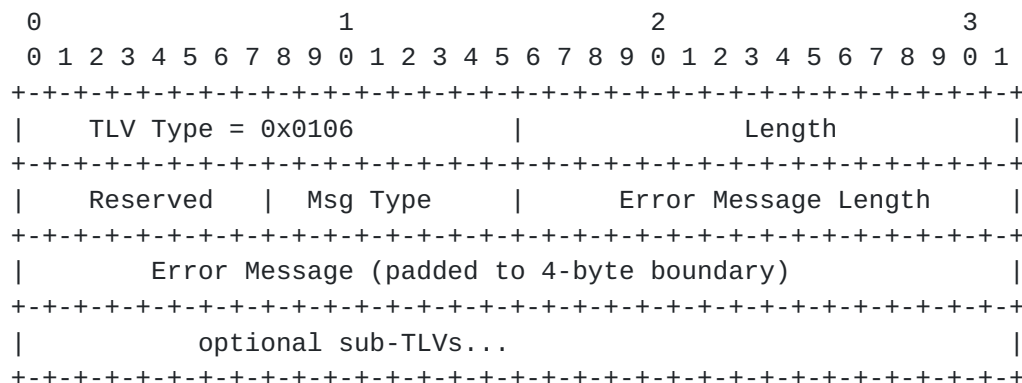 0                   1                   2                   3
0 1 2 3 4 5 6 7 8 9 0 1 2 3 4 5 6 7 8 9 0 1 2 3 4 5 6 7 8 9 0 1
+-+-+-+-+-+-+-+-+-+-+-+-+-+-+-+-+-+-+-+-+-+-+-+-+-+-+-+-+-+-+-+-+
|    TLV Type = 0x0106          |              Length           |
+-+-+-+-+-+-+-+-+-+-+-+-+-+-+-+-+-+-+-+-+-+-+-+-+-+-+-+-+-+-+-+-+
|    Reserved   |  Msg Type     |      Error Message Length     |
+-+-+-+-+-+-+-+-+-+-+-+-+-+-+-+-+-+-+-+-+-+-+-+-+-+-+-+-+-+-+-+-+
|        Error Message (padded to 4-byte boundary)              |
+-+-+-+-+-+-+-+-+-+-+-+-+-+-+-+-+-+-+-+-+-+-+-+-+-+-+-+-+-+-+-+-+
|           optional sub-TLVs...                                |
+-+-+-+-+-+-+-+-+-+-+-+-+-+-+-+-+-+-+-+-+-+-+-+-+-+-+-+-+-+-+-+-+